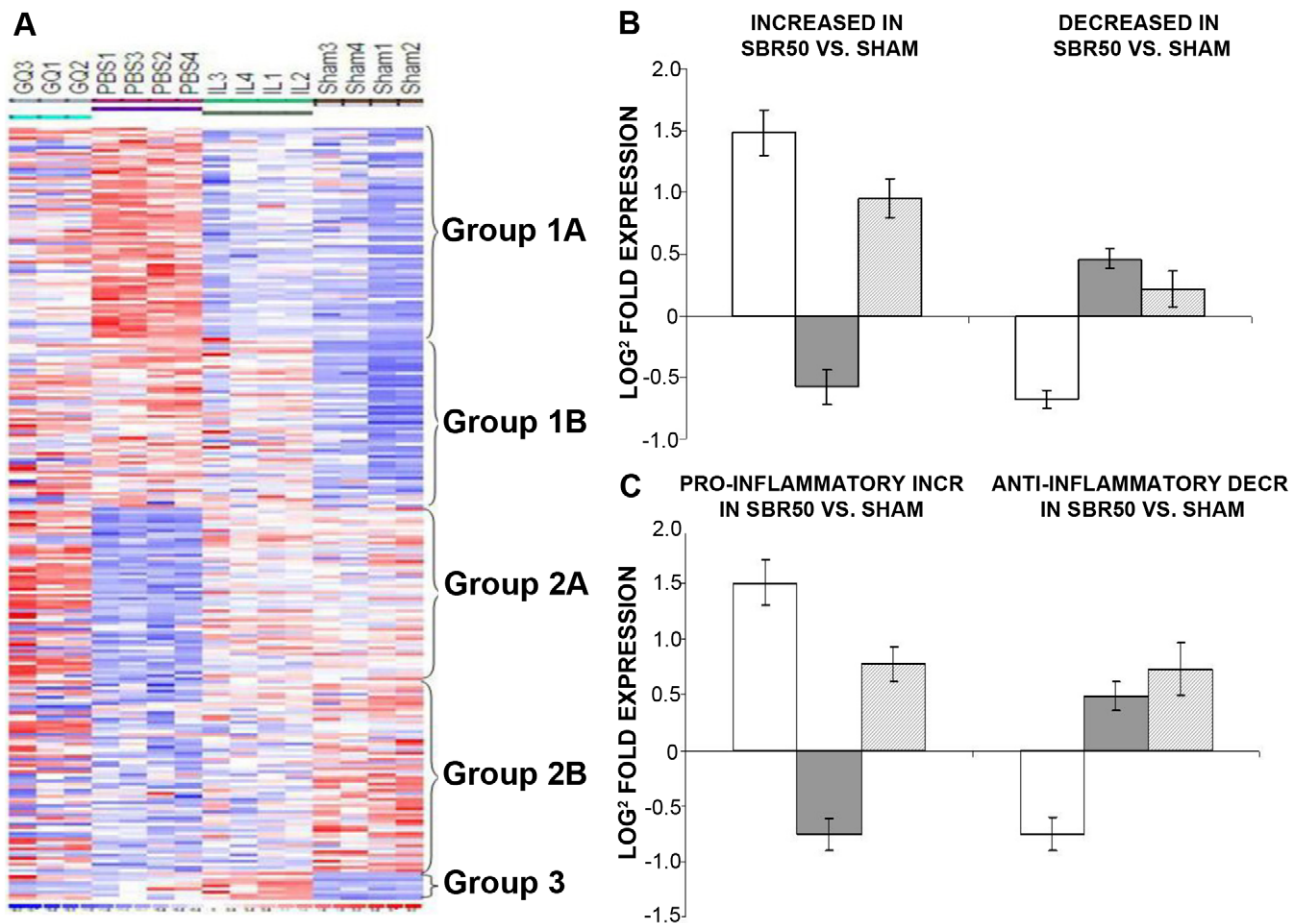 A
GQ3
GQ1
GQ2
PBS1
PBS3
PBS2
PBS4
IL3
IL4
IL1
IL2
Sham3
Sham4
Sham1
Sham2
Group 1A
Group 1B
Group 2A
Group 2B
Group 3
B
INCREASED IN
SBR50 VS. SHAM
DECREASED IN
SBR50 VS. SHAM
LOG² FOLD EXPRESSION
2.0
1.5
1.0
0.5
0
-0.5
-1.0
C
PRO-INFLAMMATORY INCR
IN SBR50 VS. SHAM
ANTI-INFLAMMATORY DECR
IN SBR50 VS. SHAM
LOG² FOLD EXPRESSION
2.0
1.5
1.0
0.5
0
-0.5
-1.0
-1.5